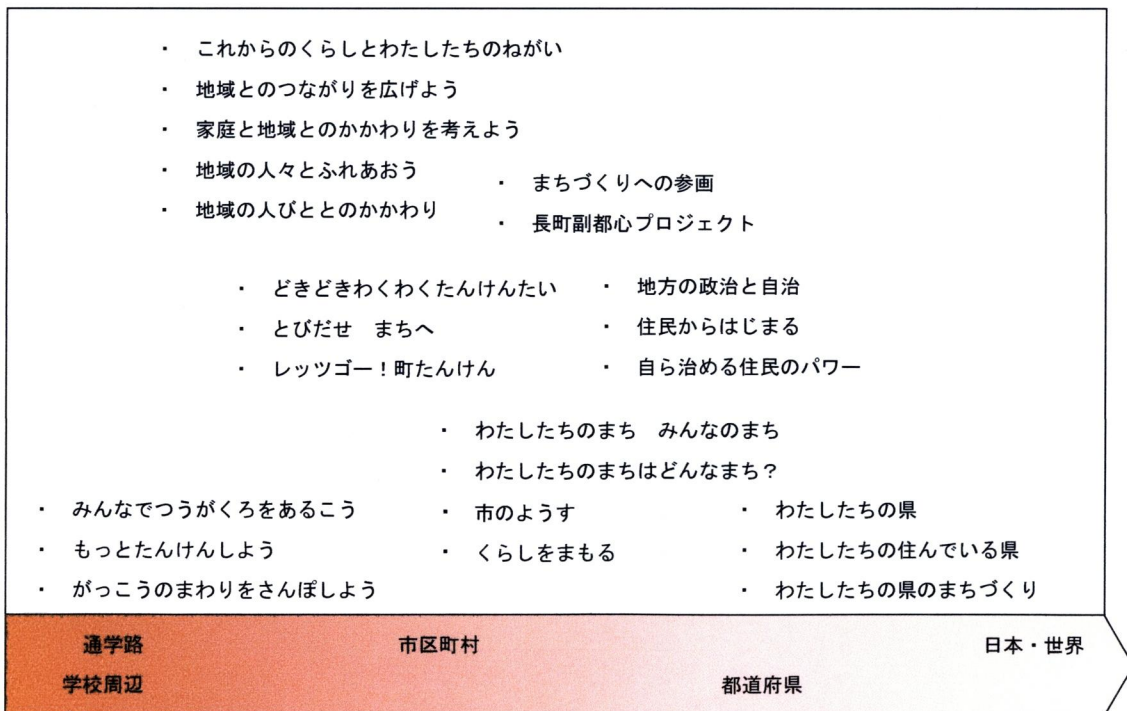 ・ これからのくらしとわたしたちのねがい
・ 地域とのつながりを広げよう
・ 家庭と地域とのかかわりを考えよう
・ 地域の人々とふれあおう
・ 地域の人びととのかかわり
・ まちづくりへの参画
・ 長町副都心プロジェクト
・ どきどきわくわくたんけんたい
・ とびだせ　まちへ
・ レッツゴー！町たんけん
・ 地方の政治と自治
・ 住民からはじまる
・ 自ら治める住民のパワー
・ わたしたちのまち　みんなのまち
・ わたしたちのまちはどんなまち？
・ 市のようす
・ くらしをまもる
・ みんなでつうがくろをあるこう
・ もっとたんけんしよう
・ がっこうのまわりをさんぽしよう
・ わたしたちの県
・ わたしたちの住んでいる県
・ わたしたちの県のまちづくり
通学路
学校周辺
市区町村
都道府県
日本・世界